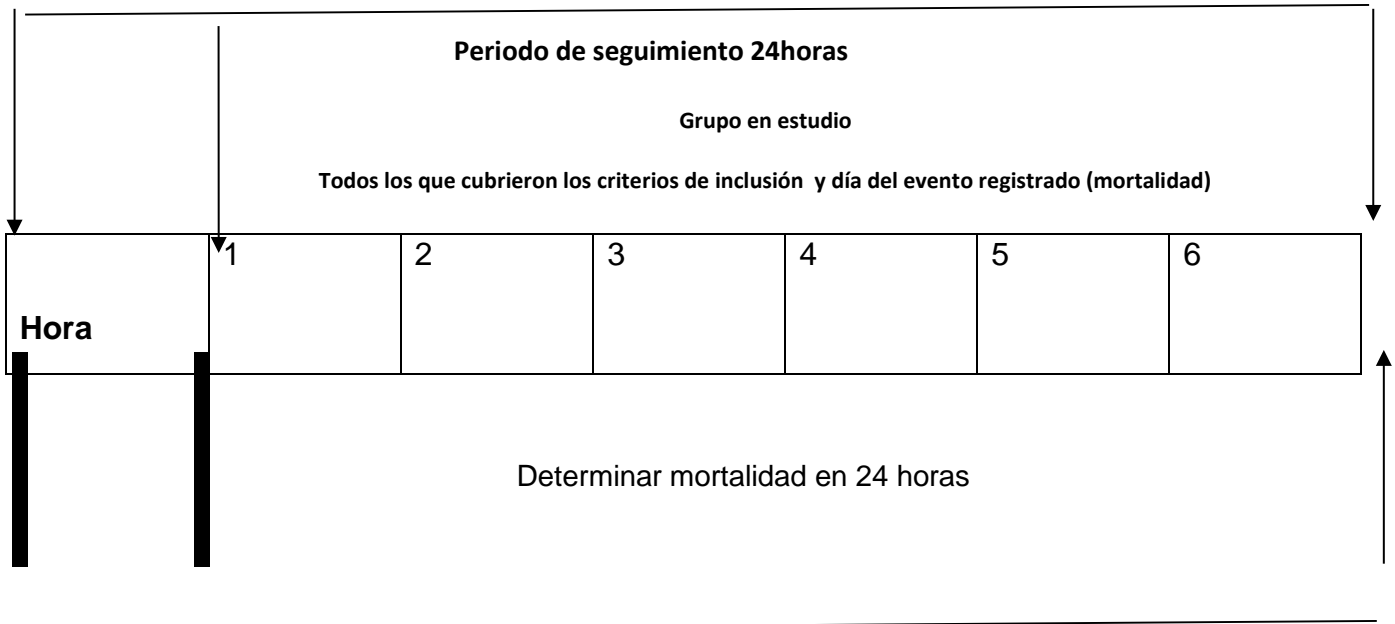 Periodo de seguimiento 24horas
Grupo en estudio
Todos los que cubrieron los criterios de inclusión y día del evento registrado (mortalidad)
1 2 3 4 5 6
Hora
Determinar mortalidad en 24 horas